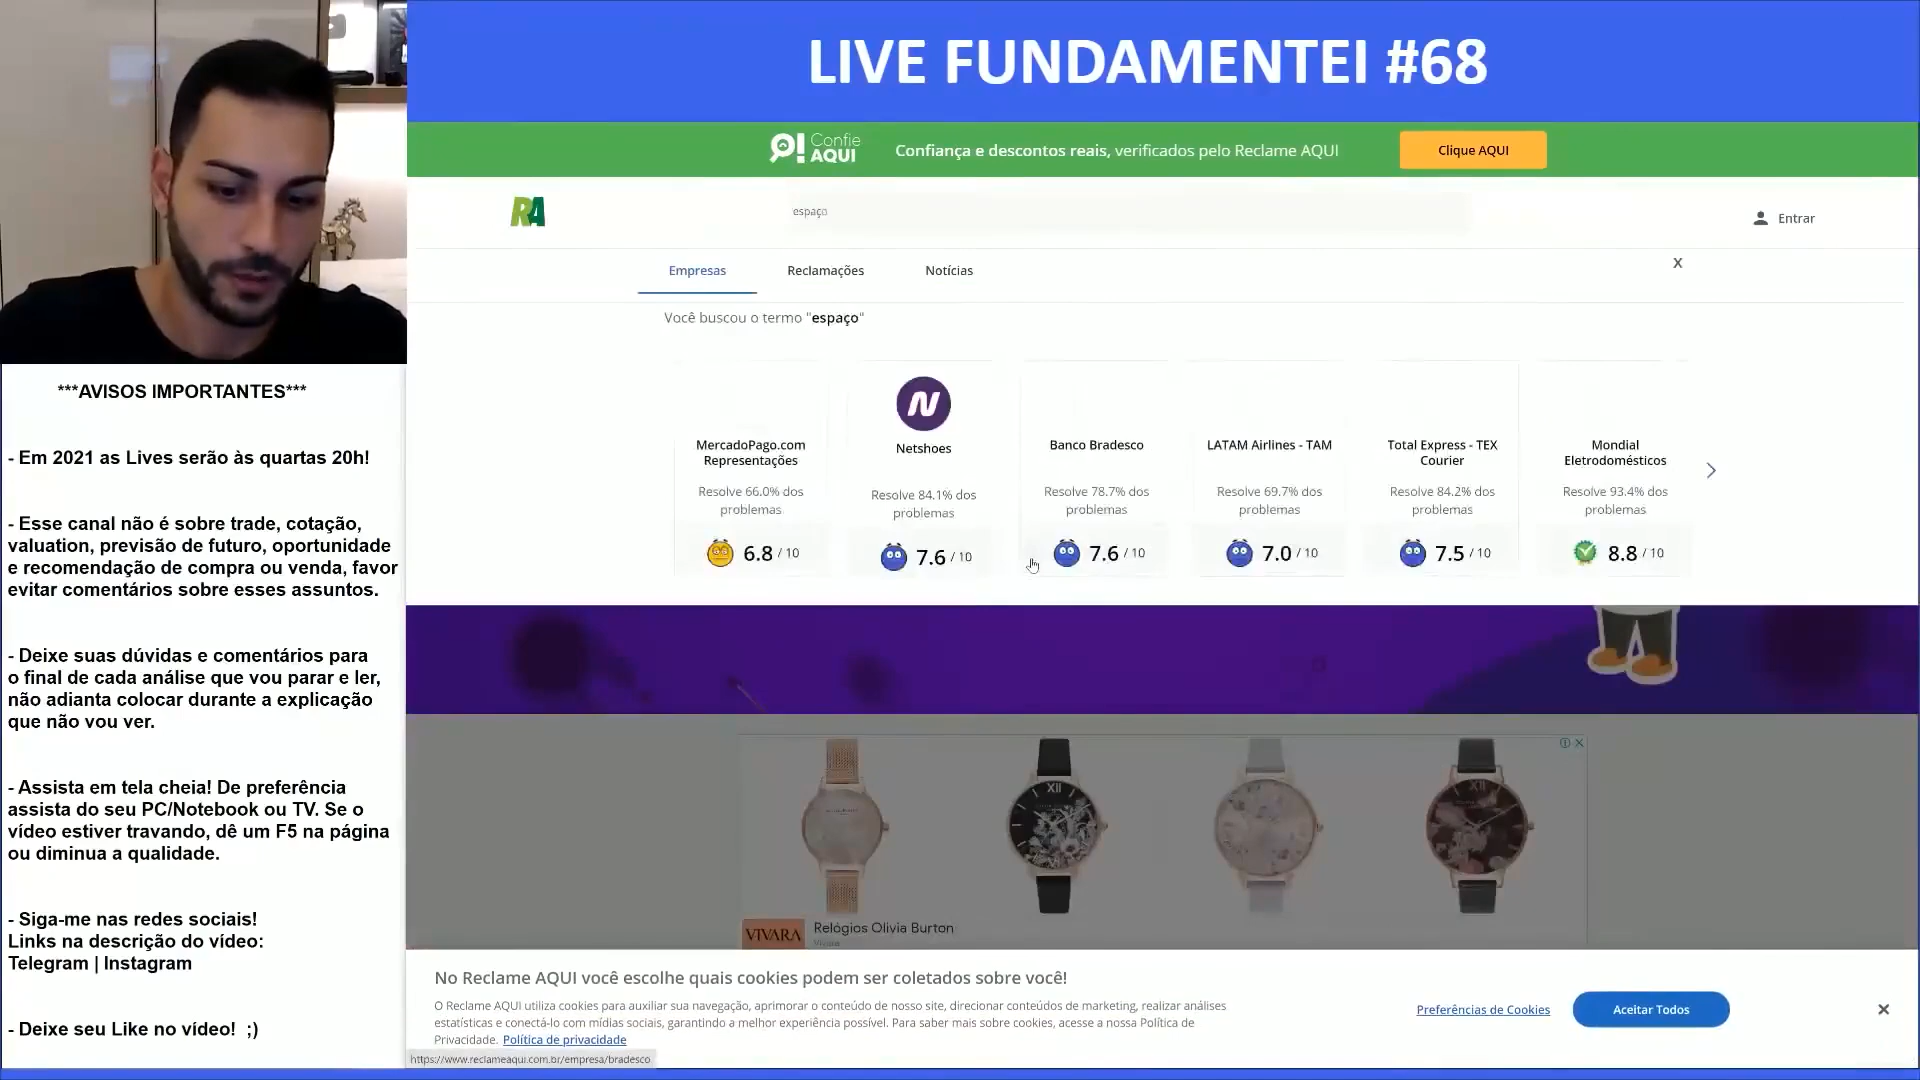 LIVE FUNDAMENTEI #68
Confie
AQUI
Confiança e descontos reais, verificados pelo Reclame AQUI
Clique AQUI
RA
espaço
Entrar
Empresas
Reclamações
Notícias
X
Você buscou o termo "espaço"
MercadoPago.com
Representações
Resolve 66.0% dos
problemas
6.8 / 10
N
Netshoes
Resolve 84.1% dos
problemas
7.6 / 10
Banco Bradesco
Resolve 78.7% dos
problemas
7.6 / 10
LATAM Airlines - TAM
Resolve 69.7% dos
problemas
7.0 / 10
Total Express - TEX
Courier
Resolve 84.2% dos
problemas
7.5 / 10
Mondial
Eletrodomésticos
Resolve 93.4% dos
problemas
8.8 / 10
***AVISOS IMPORTANTES***
- Em 2021 as Lives serão às quartas 20h!
- Esse canal não é sobre trade, cotação,
valuation, previsão de futuro, oportunidade
e recomendação de compra ou venda, favor
evitar comentários sobre esses assuntos.
- Deixe suas dúvidas e comentários para
o final de cada análise que vou parar e ler,
não adianta colocar durante a explicação
que não vou ver.
- Assista em tela cheia! De preferência
assista do seu PC/Notebook ou TV. Se o
vídeo estiver travando, dê um F5 na página
ou diminua a qualidade.
- Siga-me nas redes sociais!
Links na descrição do vídeo:
Telegram | Instagram
- Deixe seu Like no vídeo!  ;)
XII
XII
VIVARA
Relógios Olivia Burton
Vivara
No Reclame AQUI você escolhe quais cookies podem ser coletados sobre você!
O Reclame AQUI utiliza cookies para auxiliar sua navegação, aprimorar o conteúdo de nosso site, direcionar conteúdos de marketing, realizar análises
estatísticas e conectá-lo com mídias sociais, garantindo a melhor experiência possível. Para saber mais sobre cookies, acesse a nossa Política de
Privacidade. Política de privacidade
Preferências de Cookies
Aceitar Todos
https://www.reclameaqui.com.br/empresa/bradesco